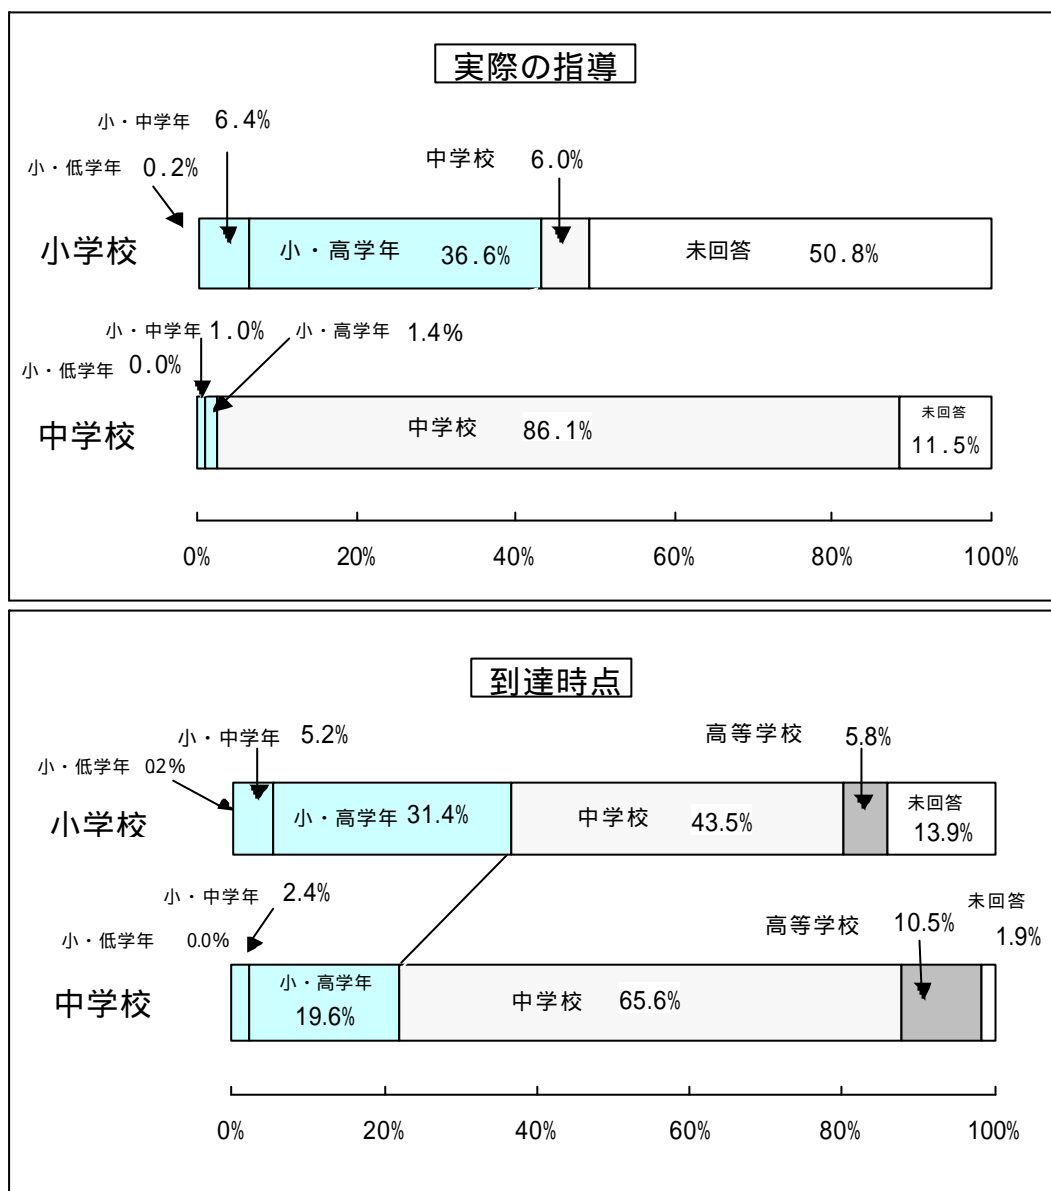 実際の指導
小・中学年 6.4%
小・低学年 0.2%
中学校 6.0%
小学校 小・高学年 36.6% 未回答 50.8%
小・中学年 1.0% 小・高学年 1.4%
小・低学年 0.0%
中学校 中学校 86.1% 未回答 11.5%
0% 20% 40% 60% 80% 100%
到達時点
小・中学年 5.2% 高等学校 5.8%
小・低学年 02%
小学校 小・高学年 31.4% 中学校 43.5% 未回答 13.9%
小・中学年 2.4% 未回答 1.9%
小・低学年 0.0% 高等学校 10.5%
中学校 小・高学年 19.6% 中学校 65.6%
0% 20% 40% 60% 80% 100%